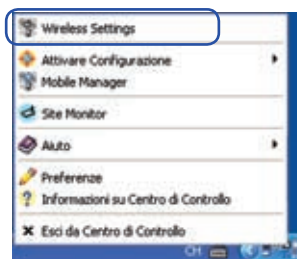 Wireless Settings
Attivare Configurazione
Mobile Manager
Site Monitor
Aiuto
Preferenze
Informazioni su Centro di Controllo
Esci da Centro di Controllo
CH